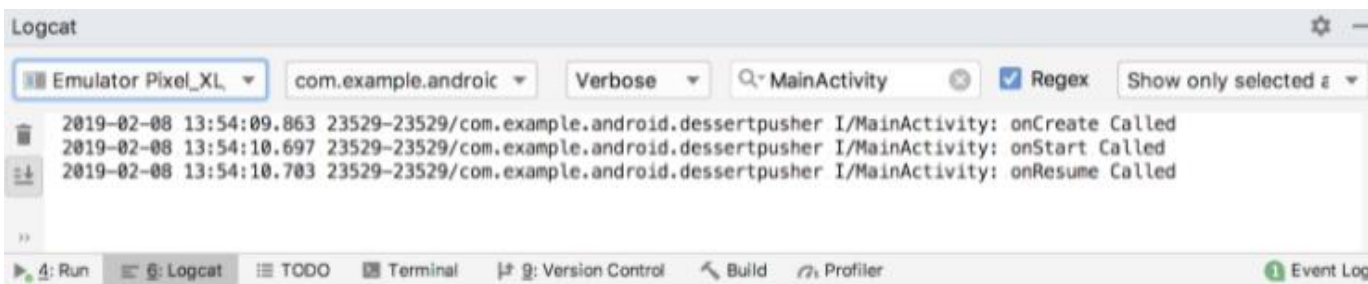 Logcat
Emulator Pixel_XL, com.example.androic Verbose MainActivity Regex Show only selected a
2019-02-08 13:54:09.863 23529-23529/com.example.android.dessertpusher I/MainActivity: onCreate Called
2019-02-08 13:54:10.697 23529-23529/com.example.android.dessertpusher I/MainActivity: onStart Called
2019-02-08 13:54:10.703 23529-23529/com.example.android.dessertpusher I/MainActivity: onResume Called
4: Run 6: Logcat TODO Terminal 9: Version Control Build Profiler 1 Event Log